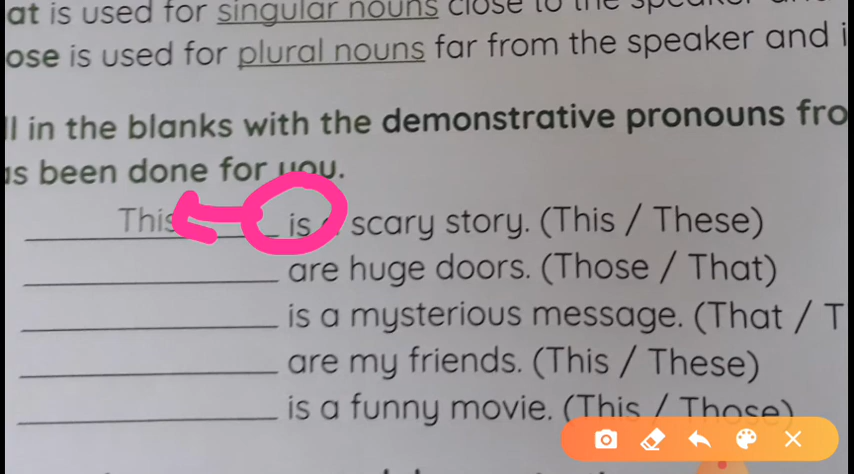 at is used for singular nouns close to the speaker
ose is used for plural nouns far from the speaker and i
ll in the blanks with the demonstrative pronouns fro
as been done for you.
This is a scary story. (This / These)
are huge doors. (Those / That)
is a mysterious message. (That / T
are my friends. (This / These)
is a funny movie. (This / Those)